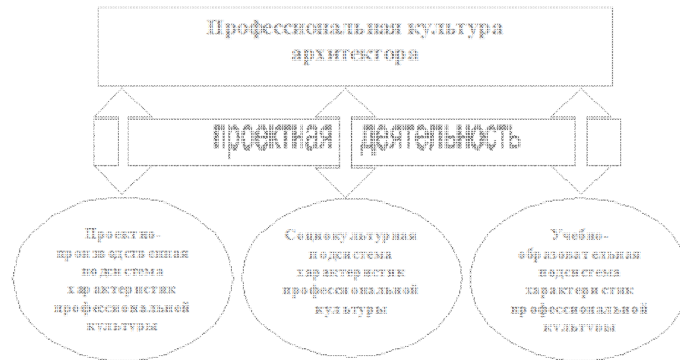 Профессиональная культура
архитектора
проектная деятельность
Проектно-
производственная
подсистема
характеристик
профессиональной
культуры
Социокультурная
подсистема
характеристик
профессиональной
культуры
Учебно-
образовательная
подсистема
характеристик
профессиональной
культуры